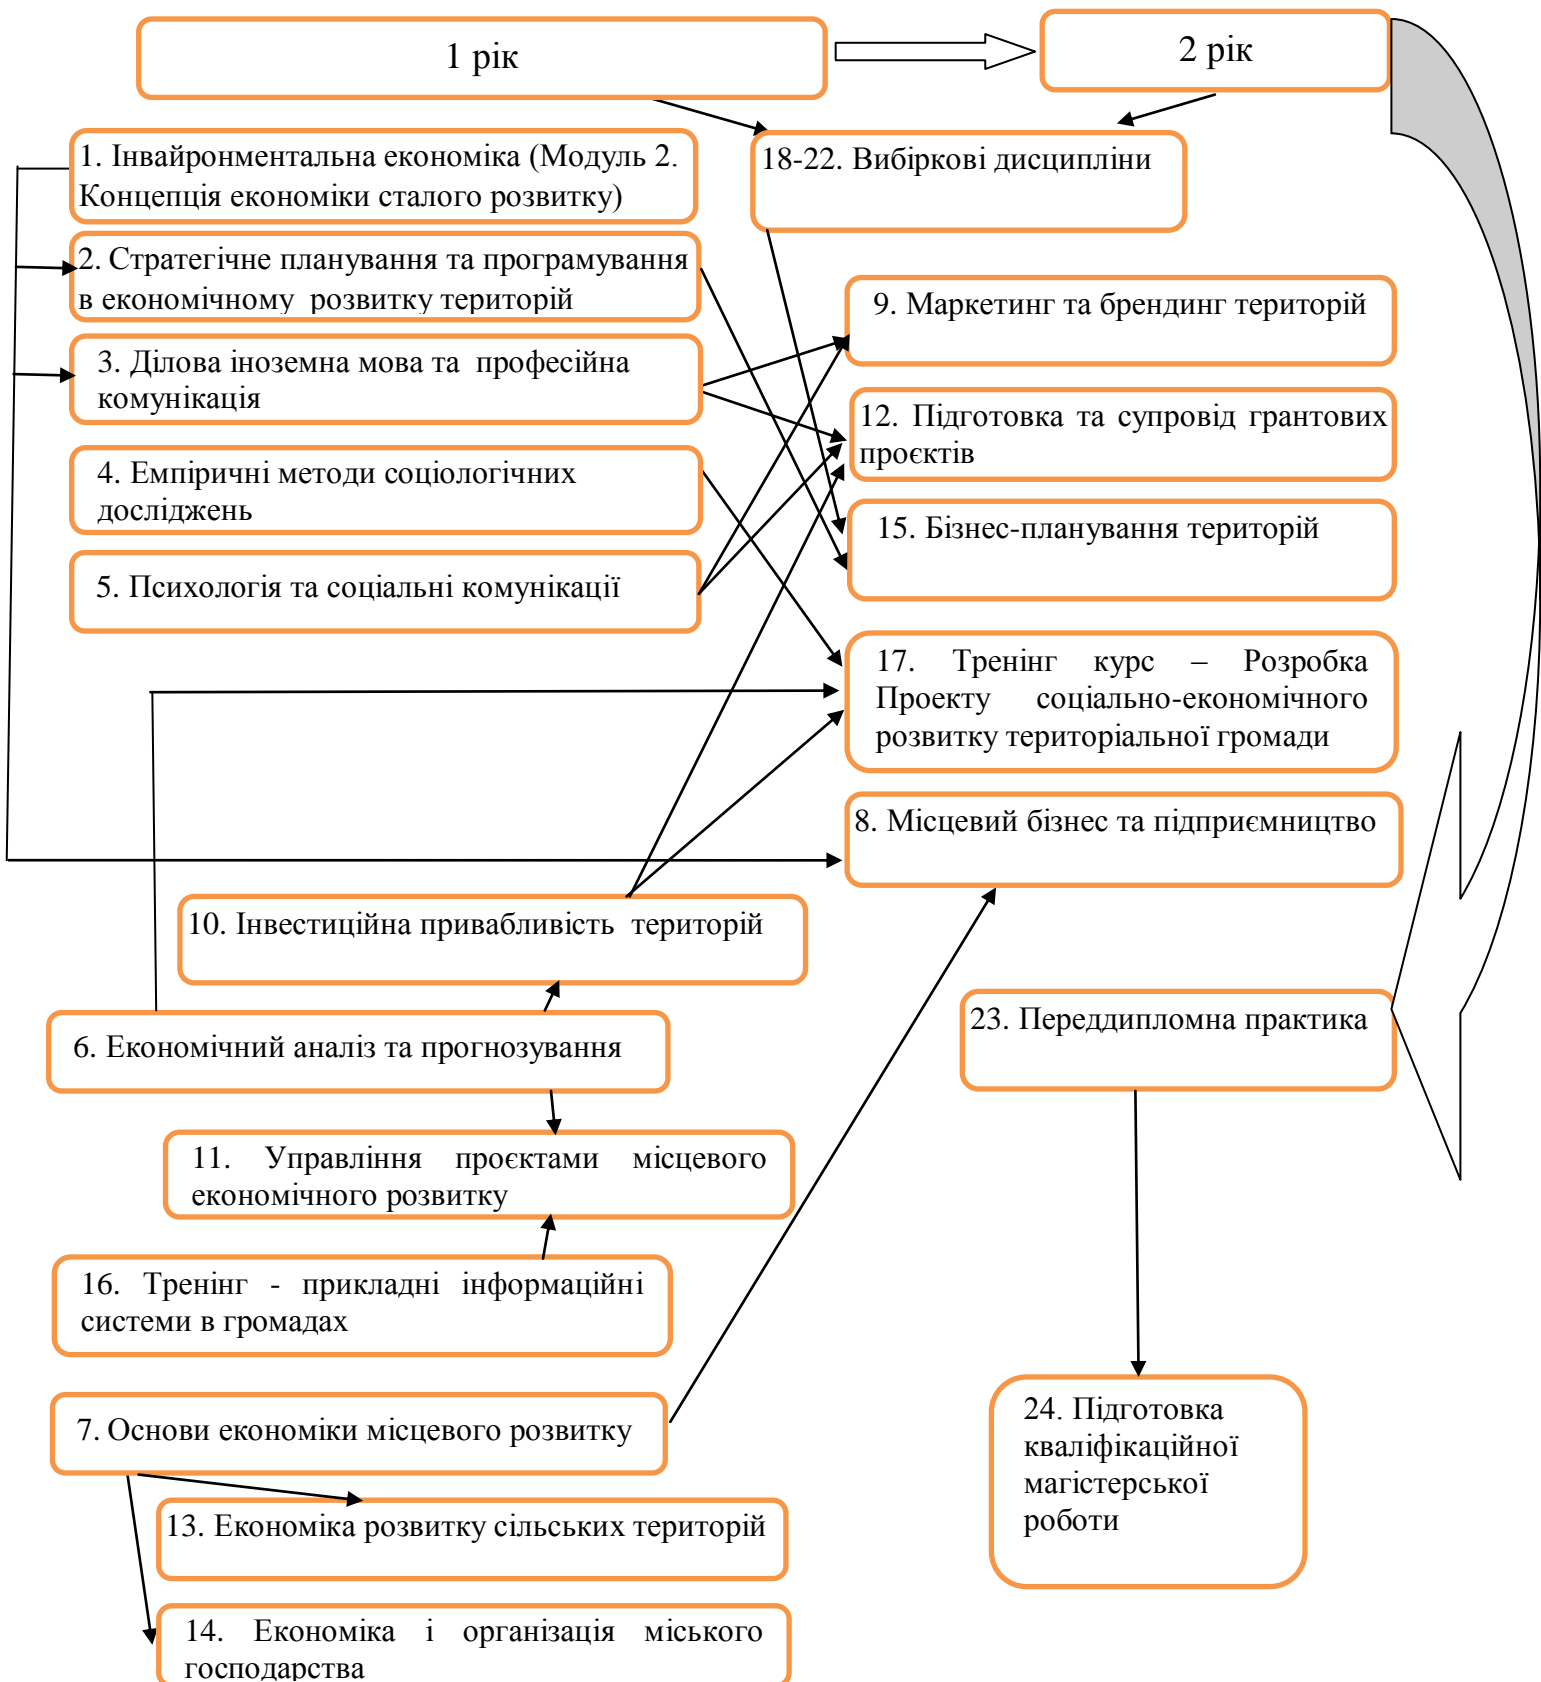 1 рік
2 рік
1. Інвайронментальна економіка (Модуль 2.
Концепція економіки сталого розвитку)
18-22. Вибіркові дисципліни
2. Стратегічне планування та програмування
в економічному розвитку територій
9. Маркетинг та брендинг територій
3. Ділова іноземна мова та професійна
комунікація
12. Підготовка та супровід грантових
проєктів
4. Емпіричні методи соціологічних
досліджень
15. Бізнес-планування територій
5. Психологія та соціальні комунікації
17. Тренінг курс – Розробка
Проекту соціально-економічного
розвитку територіальної громади
8. Місцевий бізнес та підприємництво
10. Інвестиційна привабливість територій
23. Переддипломна практика
6. Економічний аналіз та прогнозування
11. Управління проєктами місцевого
економічного розвитку
16. Тренінг - прикладні інформаційні
системи в громадах
7. Основи економіки місцевого розвитку
24. Підготовка
кваліфікаційної
магістерської
роботи
13. Економіка розвитку сільських територій
14. Економіка і організація міського
господарства